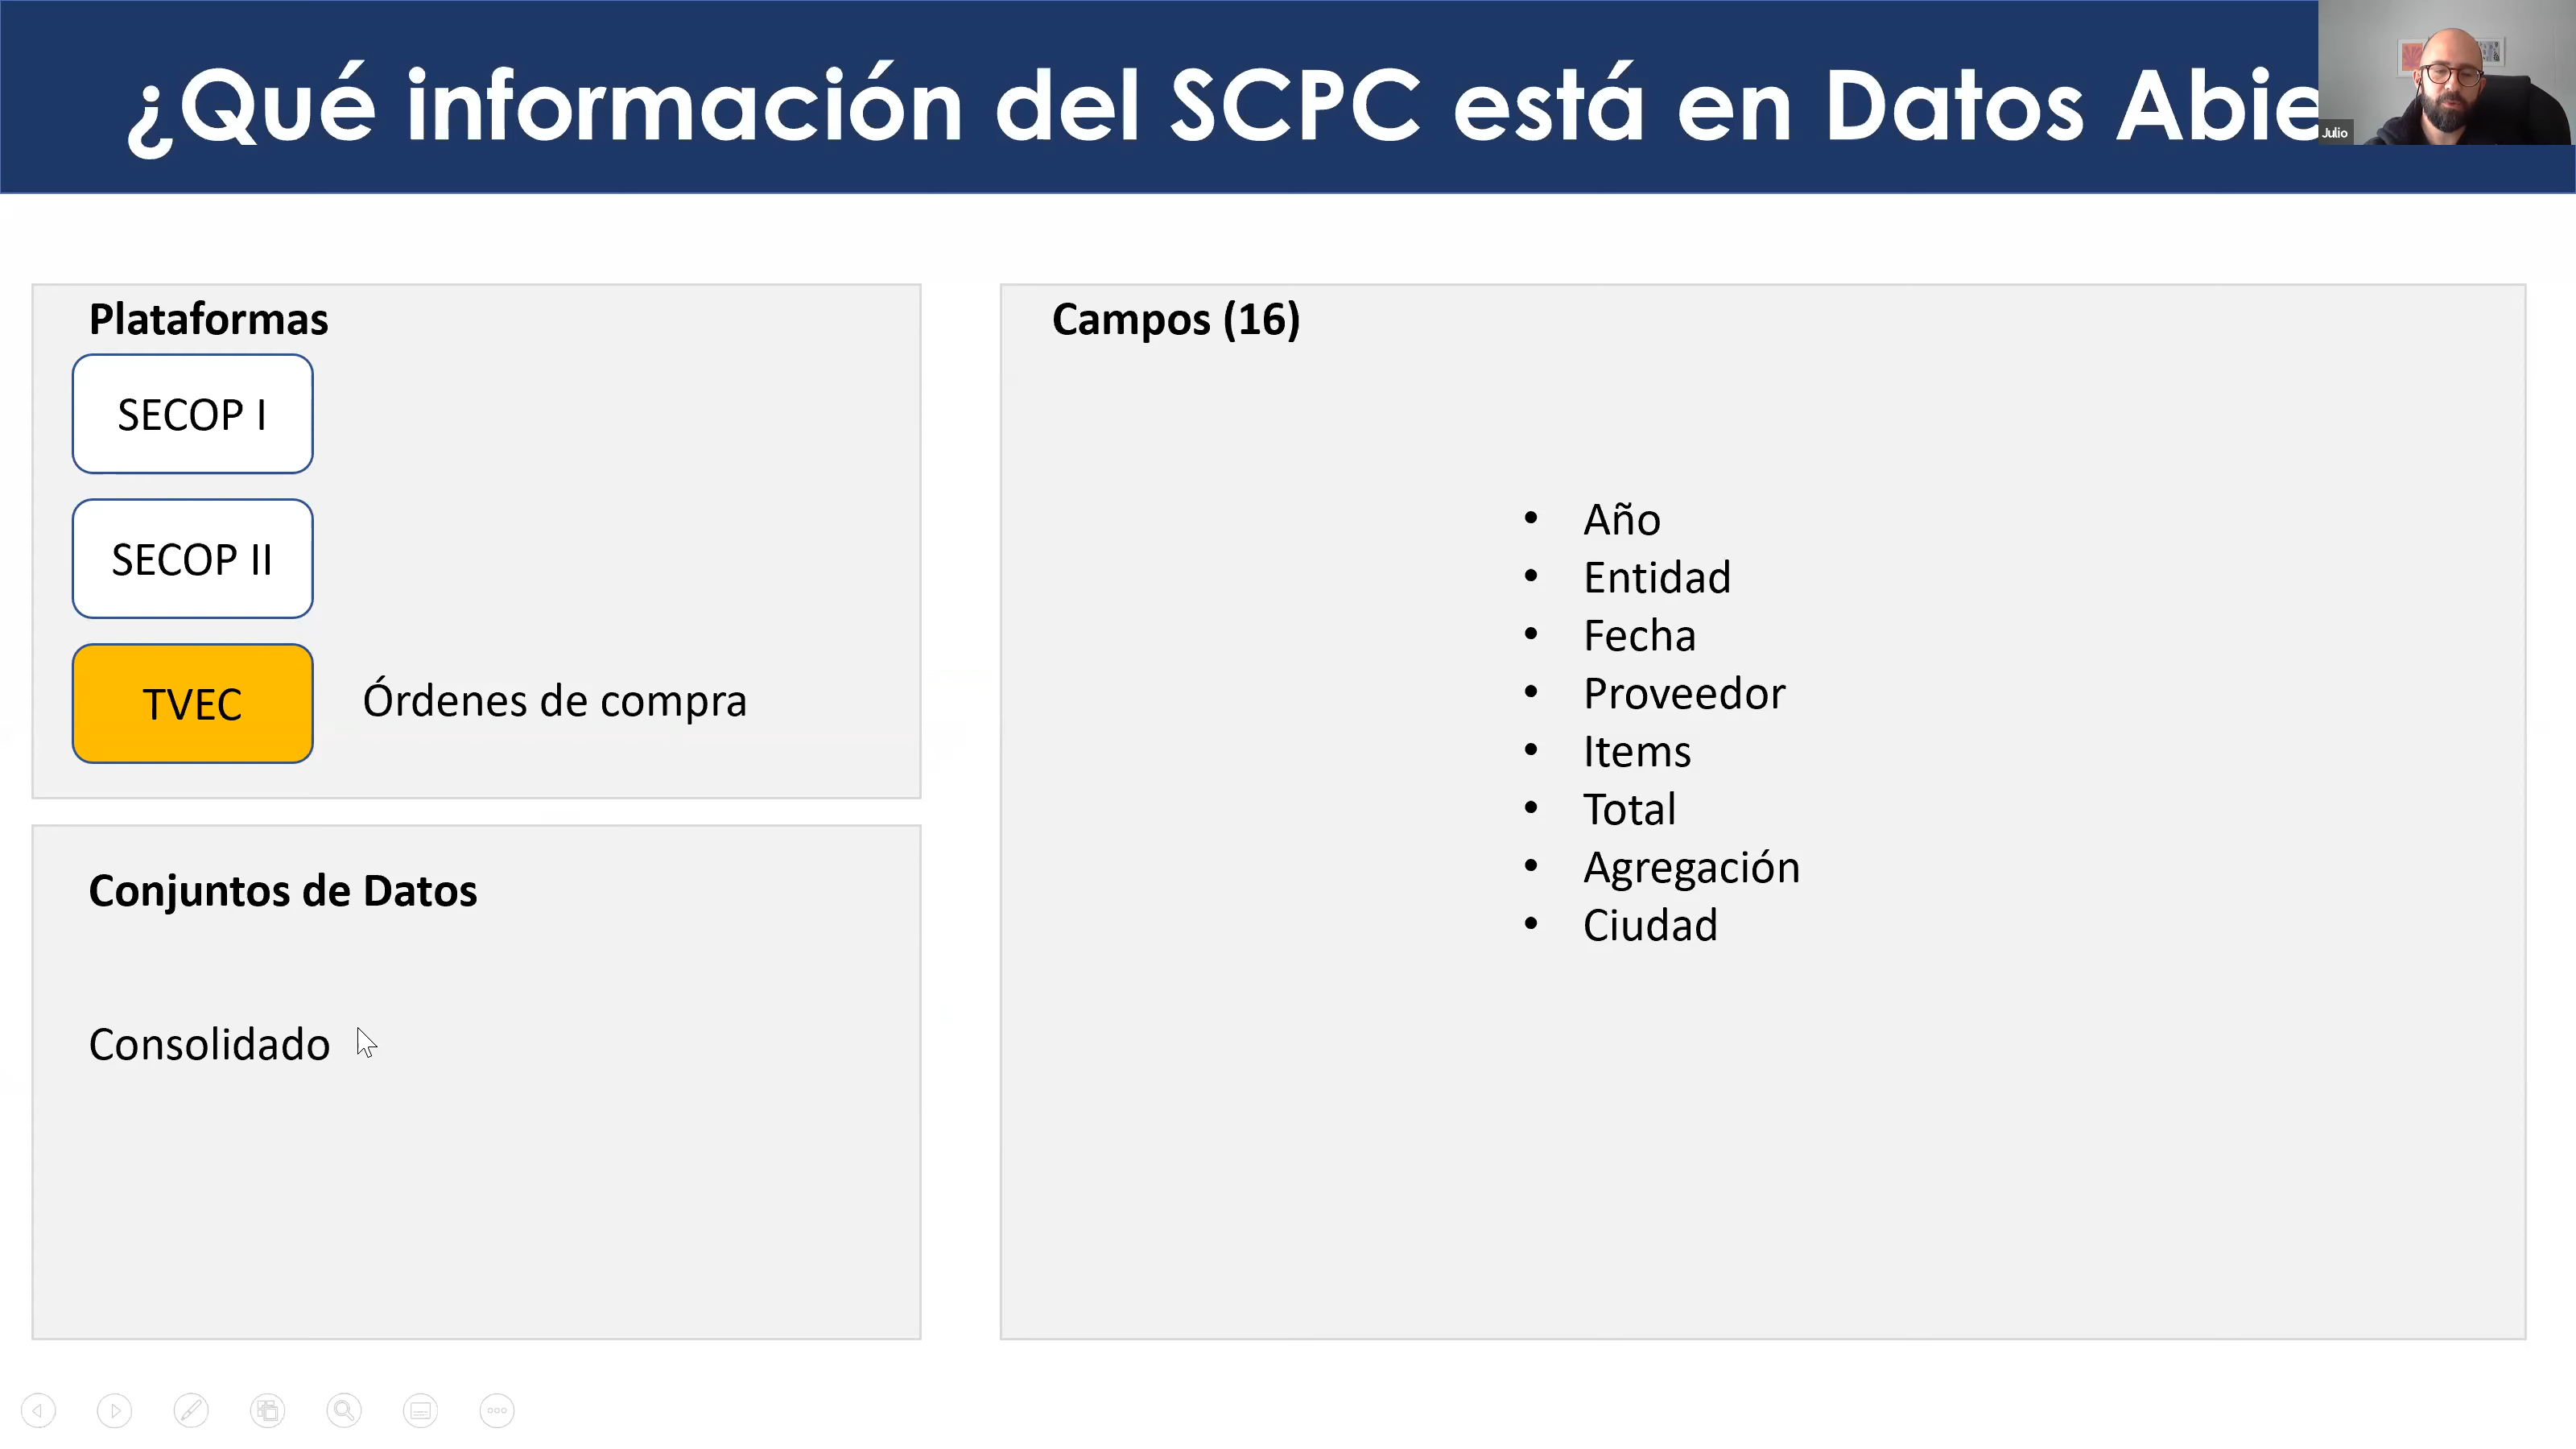 ¿Qué información del SCPC está en Datos Abie
Julio
Plataformas
SECOP I
SECOP II
TVEC
Órdenes de compra
Conjuntos de Datos
Consolidado
Campos (16)
• Año
• Entidad
• Fecha
• Proveedor
• Items
• Total
• Agregación
• Ciudad